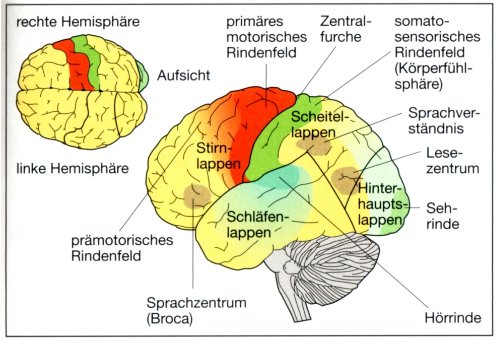 rechte Hemisphäre
Aufsicht
linke Hemisphäre
primäres
motorisches
Rindenfeld
Zentral-
furche
somato-
sensorisches
Rindenfeld
(Körperfühl-
sphäre)
Sprachver-
ständnis
Lese-
zentrum
Seh-
rinde
Hörrinde
Scheitel-
lappen
Stirn-
lappen
Schläfen-
lappen
Hinter-
haupts-
lappen
prämotorisches
Rindenfeld
Sprachzentrum
(Broca)